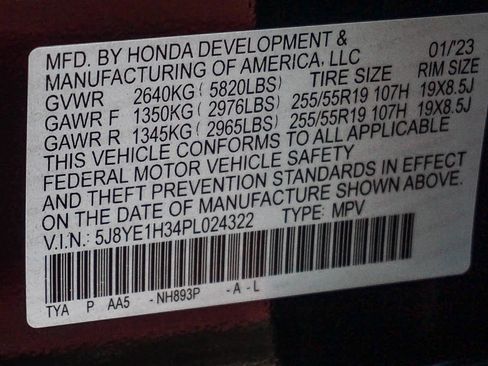 MFD. BY HONDA DEVELOPMENT &
MANUFACTURING OF AMERICA, LLC 01/'23
GVWR 2640KG ( 5820LBS) TIRE SIZE RIM SIZE
GAWR F 1350KG ( 2976LBS) 255/55R19 107H 19X8.5J
GAWR R 1345KG ( 2965LBS) 255/55R19 107H 19X8.5J
THIS VEHICLE CONFORMS TO ALL APPLICABLE
FEDERAL MOTOR VEHICLE SAFETY
AND THEFT PREVENTION STANDARDS IN EFFECT
ON THE DATE OF MANUFACTURE SHOWN ABOVE.
V.I.N.: 5J8YE1H34PL024322 TYPE: MPV
TYA P AA5 -NH893P -A -L